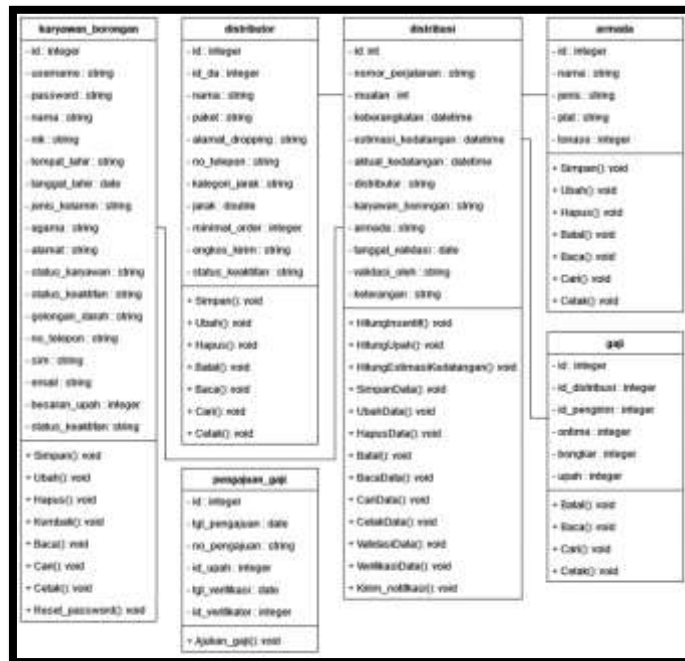 karyawan_borongan
- id : integer
- username : string
- password : string
- nama : string
- nik : string
- tempat_lahir : string
- tanggal_lahir : date
- jenis_kelamin : string
- agama : string
- alamat : string
- status_karyawan : string
- status_keaktifan : string
- golongan_darah : string
- no_telepon : string
- sim : string
- email : string
- besaran_upah : integer
- status_keaktifan : string
+ Simpan() void
+ Ubah() void
+ Hapus() void
+ Kembali() void
+ Baca() void
+ Cari() void
+ Cetak() void
+ Reset_password() void
distributor
- id : integer
- id_da : integer
- nama : string
- paket : string
- alamat_dropping : string
- no_telepon : string
- kategori_jarak : string
- jarak : double
- minimal_order : integer
- ongkos_kirim : string
- status_keaktifan : string
+ Simpan() void
+ Ubah() void
+ Hapus() void
+ Batal() void
+ Baca() void
+ Cari() void
+ Cetak() void
pengajuan_gaji
- id : integer
- tgl_pengajuan : date
- no_pengajuan : string
- id_upah : integer
- tgl_verifikasi : date
- id_verifikator : integer
+ Ajukan_gaji() void
distribusi
- id int
- nomor_perjalanan : string
- muatan : int
- keberangkatan : datetime
- estimasi_kedatangan : datetime
- aktual_kedatangan : datetime
- distributor : string
- karyawan_borongan : string
- armada : string
- tanggal_validasi : date
- validasi_oleh : string
- keterangan : string
+ HitungInsentif() void
+ HitungUpah() void
+ HitungEstimasiKedatangan() void
+ SimpanData() void
+ UbahData() void
+ HapusData() void
+ Batal() void
+ BacaData() void
+ CariData() void
+ CetakData() void
+ ValidasiData() void
+ VerifikasiData() void
+ Kirim_notifikasi() void
armada
- id : integer
- nama : string
- jenis : string
- plat : string
- tonase : integer
+ Simpan() void
+ Ubah() void
+ Hapus() void
+ Batal() void
+ Baca() void
+ Cari() void
+ Cetak() void
gaji
- id : integer
- id_distribusi : integer
- id_pengirim : integer
- ontime : integer
- bongkar : integer
- upah : integer
+ Batal() void
+ Baca() void
+ Cari() void
+ Cetak() void